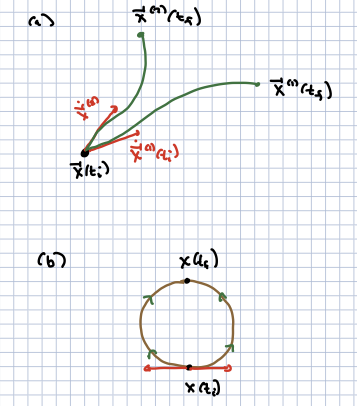 (a)
x⃗⁽²⁾(t_f)
x⃗⁽¹⁾(t_f)
ẋ⃗⁽²⁾
ẋ⃗⁽¹⁾(t_i)
x⃗(t_i)
(b)
x(t_f)
x(t_i)